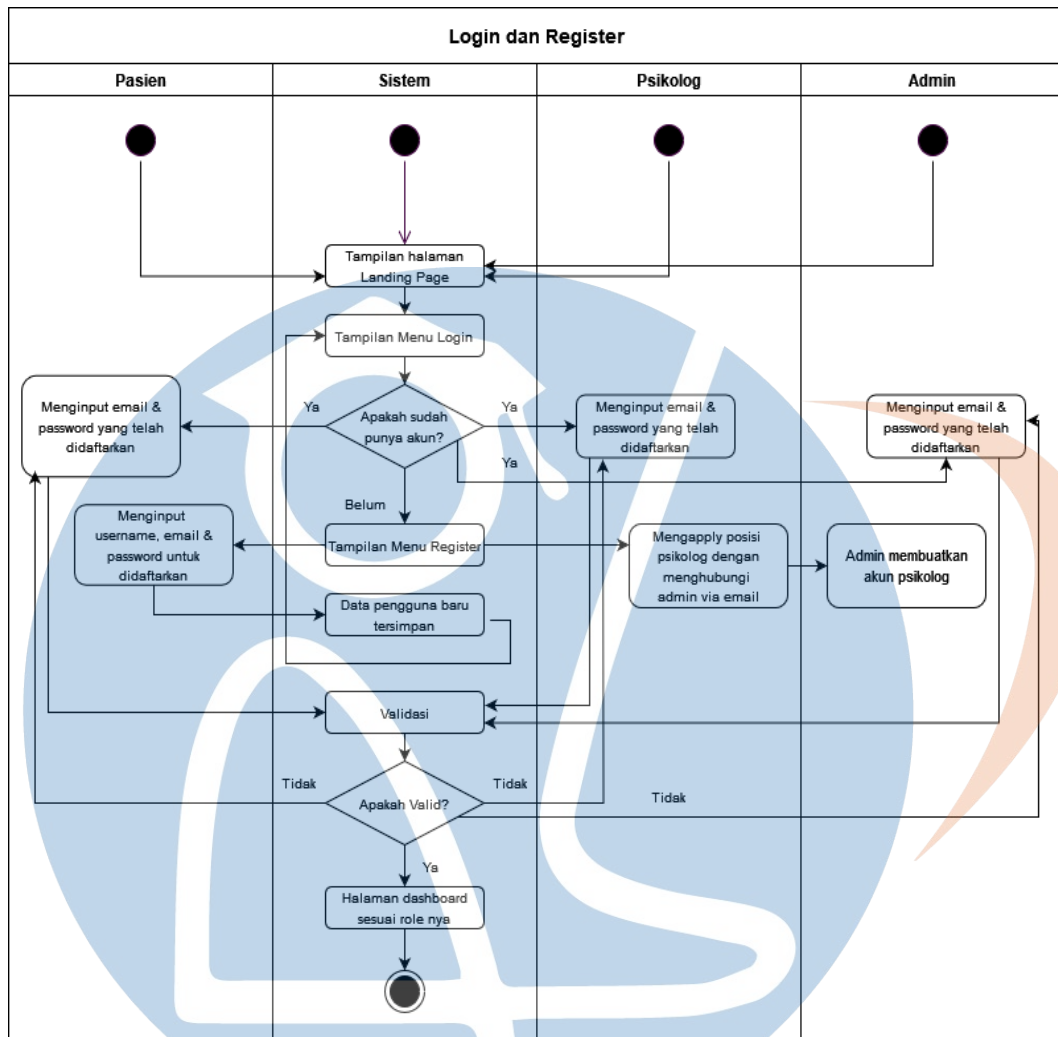 Login dan Register
Pasien
Sistem
Psikolog
Admin
Tampilan halaman
Landing Page
Tampilan Menu Login
Menginput email &
password yang telah
didaftarkan
Ya
Apakah sudah
punya akun?
Ya
Ya
Menginput email &
password yang telah
didaftarkan
Menginput email &
password yang telah
didaftarkan
Belum
Menginput
username, email &
password untuk
didaftarkan
Tampilan Menu Register
Mengapply posisi
psikolog dengan
menghubungi
admin via email
Admin membuatkan
akun psikolog
Data pengguna baru
tersimpan
Validasi
Tidak
Apakah Valid?
Tidak
Tidak
Ya
Halaman dashboard
sesuai role nya